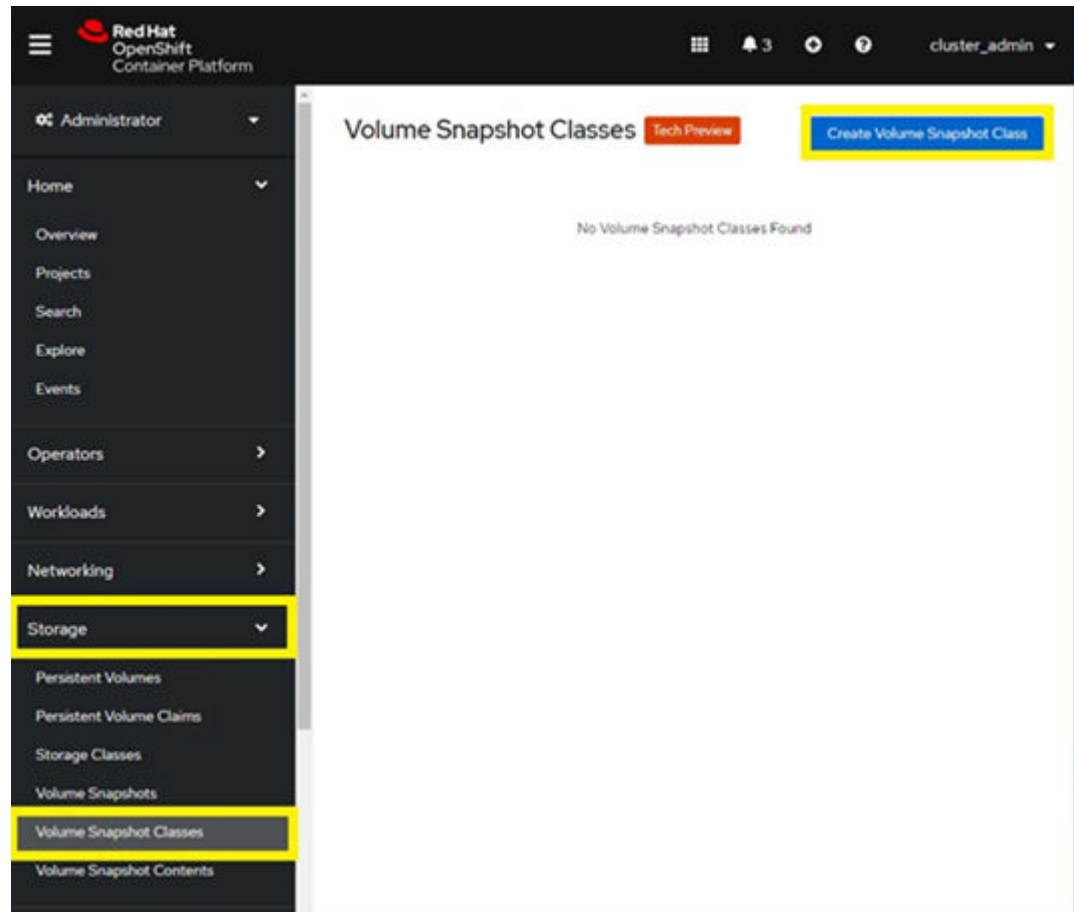 Red Hat
OpenShift
Container Platform
3
cluster_admin
Administrator
Home
Overview
Projects
Search
Explore
Events
Operators
Workloads
Networking
Storage
Persistent Volumes
Persistent Volume Claims
Storage Classes
Volume Snapshots
Volume Snapshot Classes
Volume Snapshot Contents
Volume Snapshot Classes Tech Preview
Create Volume Snapshot Class
No Volume Snapshot Classes Found